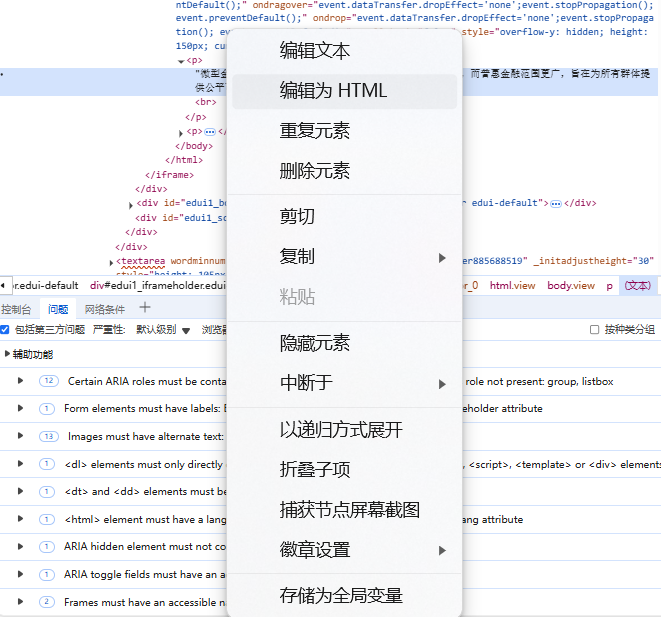 ntDefault();" ondragover="event.dataTransfer.dropEffect='none';event.stopPropagation();
event.preventDefault();" ondrop="event.dataTransfer.dropEffect='none';event.stopPropaga
tion(); style="overflow-y: hidden; height:
150px; cu
<p>
"微型金 而普惠金融范围更广，旨在为所有群体提
供公平
<br>
</p>
<p> </
</body>
</html>
</iframe>
</div>
<div id="edui1_bo r edui-default"> </div>
<div id="edui1_sc
</div>
</div>
<textarea wordminnum er885688519" _initadjustheight="30"
style="height: 105px
or.edui-default div#edui1_iframeholder.edui or_0 html.view body.view p (文本)
控制台 问题 网络条件 +
包括第三方问题 严重性: 默认级别 浏览器 按种类分组
辅助功能
12 Certain ARIA roles must be conta role not present: group, listbox
1 Form elements must have labels: E eholder attribute
13 Images must have alternate text:
1 <dl> elements must only directly , <script>, <template> or <div> elements
1 <dt> and <dd> elements must be
1 <html> element must have a lang ang attribute
1 ARIA hidden element must not co
1 ARIA toggle fields must have an a
2 Frames must have an accessible n
编辑文本
编辑为 HTML
重复元素
删除元素
剪切
复制
粘贴
隐藏元素
中断于
以递归方式展开
折叠子项
捕获节点屏幕截图
徽章设置
存储为全局变量